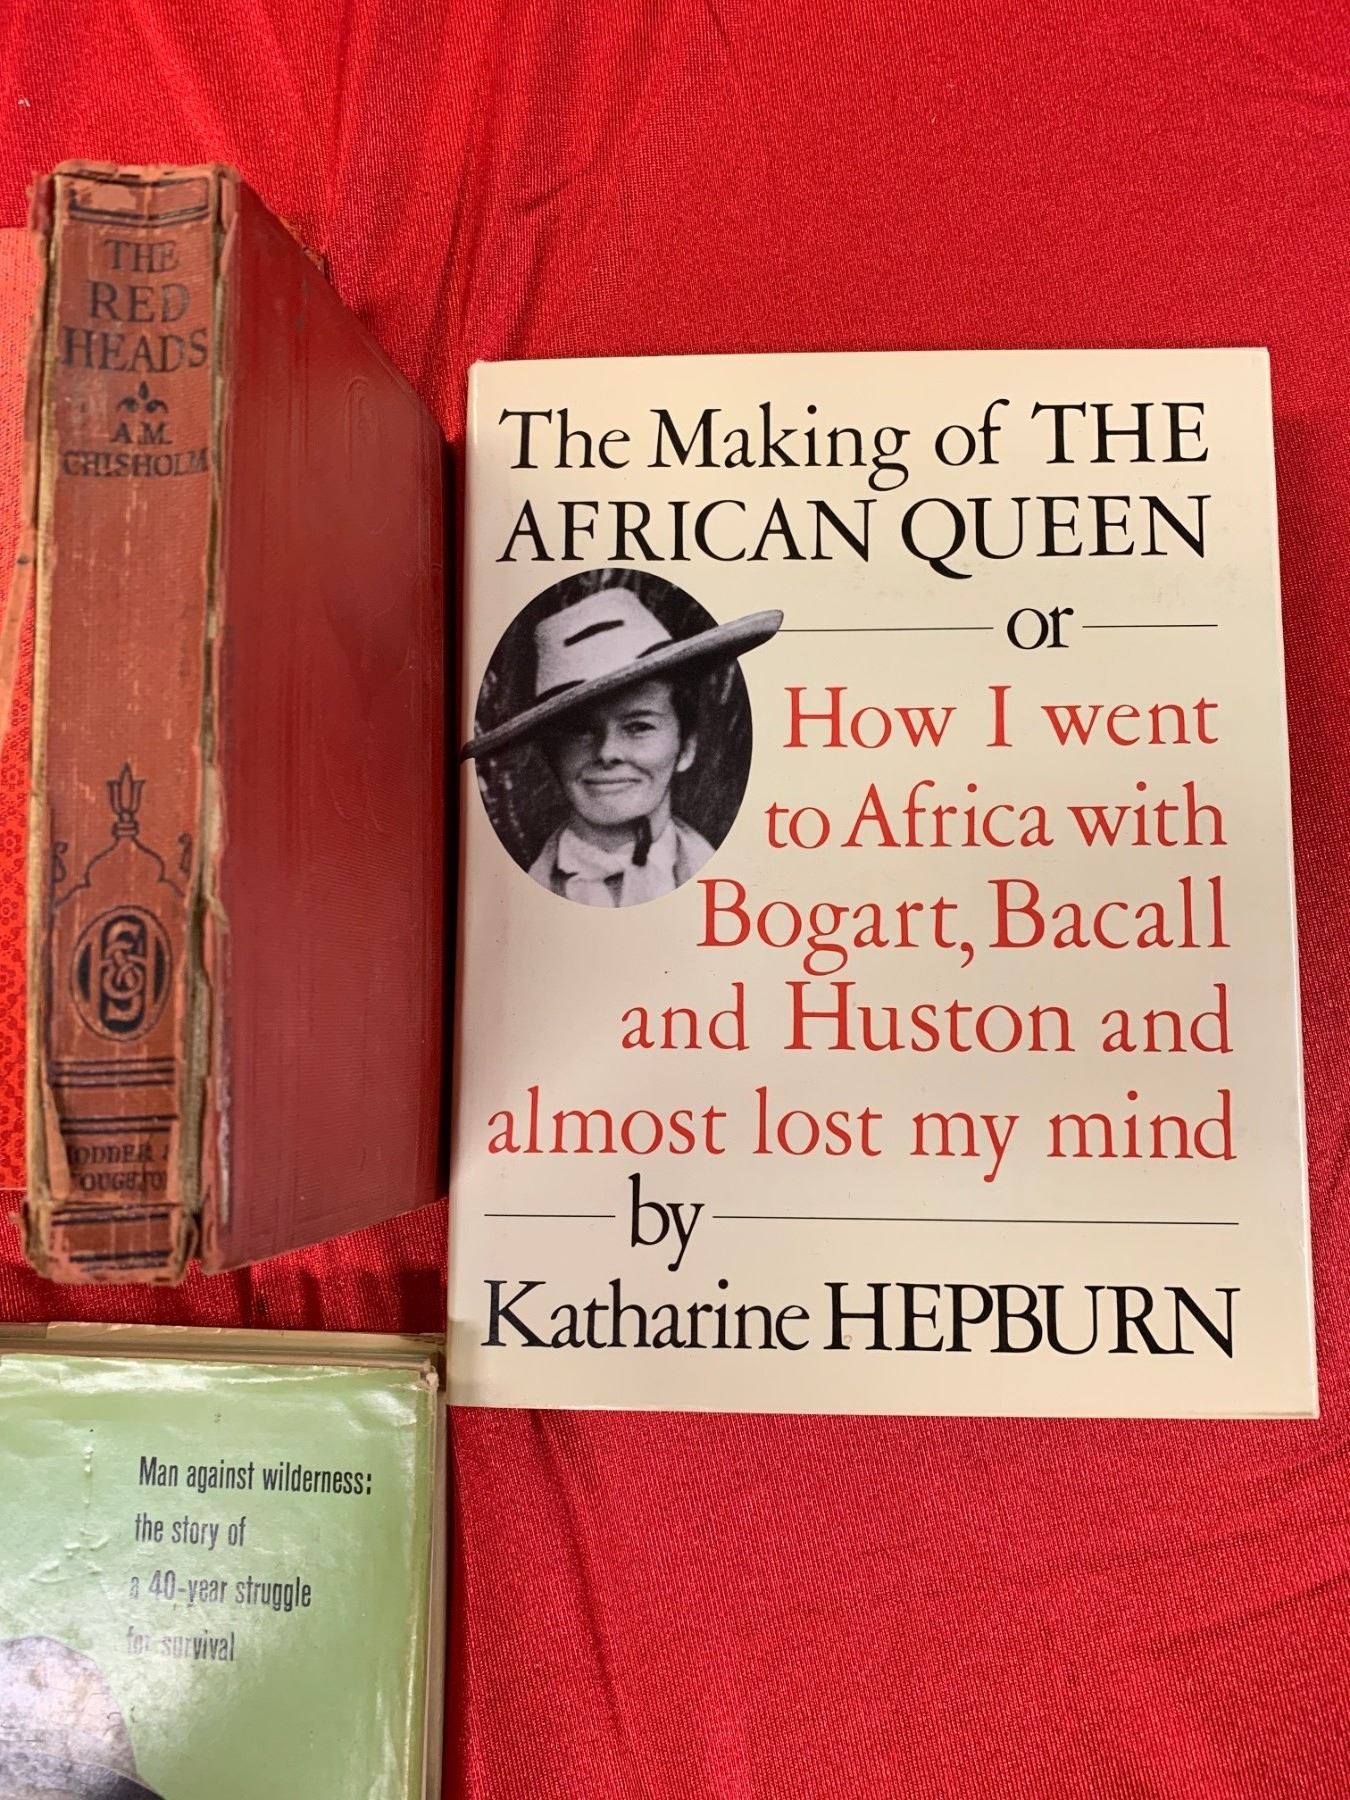 THE
RED
HEADS
A.M.
CHISHOLM
H&S
The Making of THE
AFRICAN QUEEN
or
How I went
to Africa with
Bogart, Bacall
and Huston and
almost lost my mind
by
Katharine HEPBURN
Man against wilderness:
the story of
a 40-year struggle
for survival